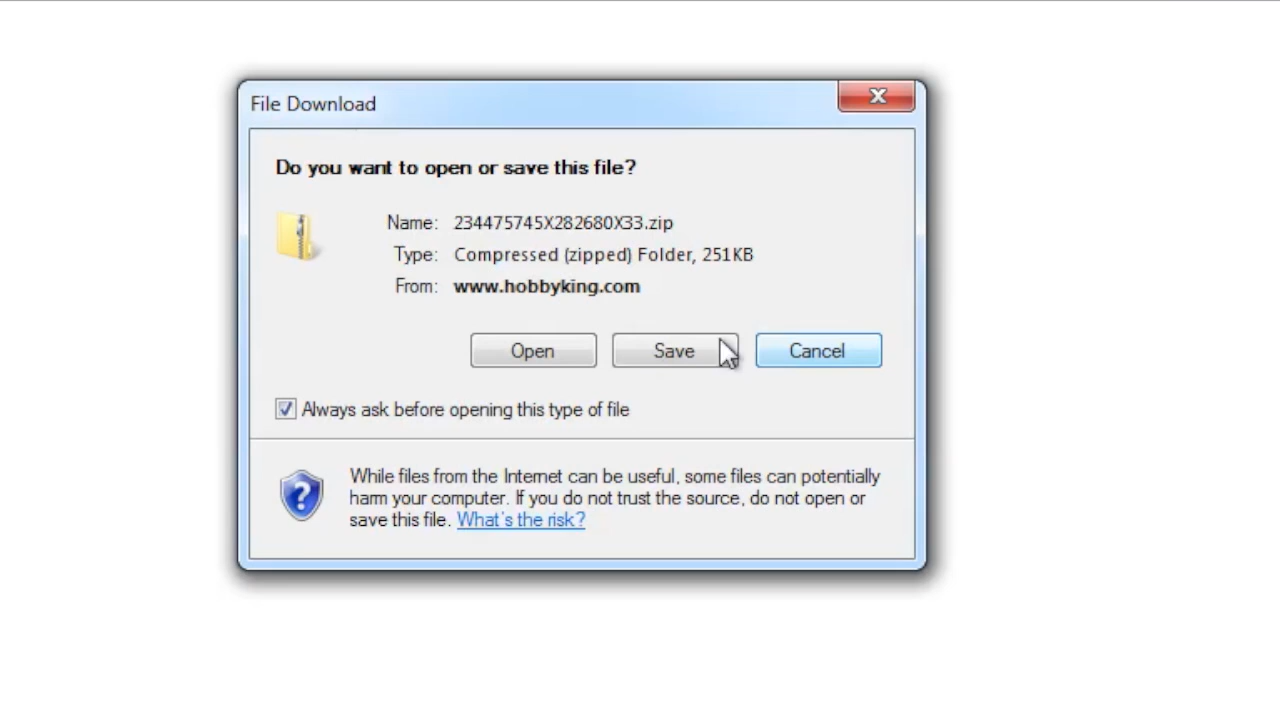 File Download
Do you want to open or save this file?
Name: 234475745X282680X33.zip
Type: Compressed (zipped) Folder, 251KB
From: www.hobbyking.com
Open Save Cancel
Always ask before opening this type of file
While files from the Internet can be useful, some files can potentially
harm your computer. If you do not trust the source, do not open or
save this file. What's the risk?